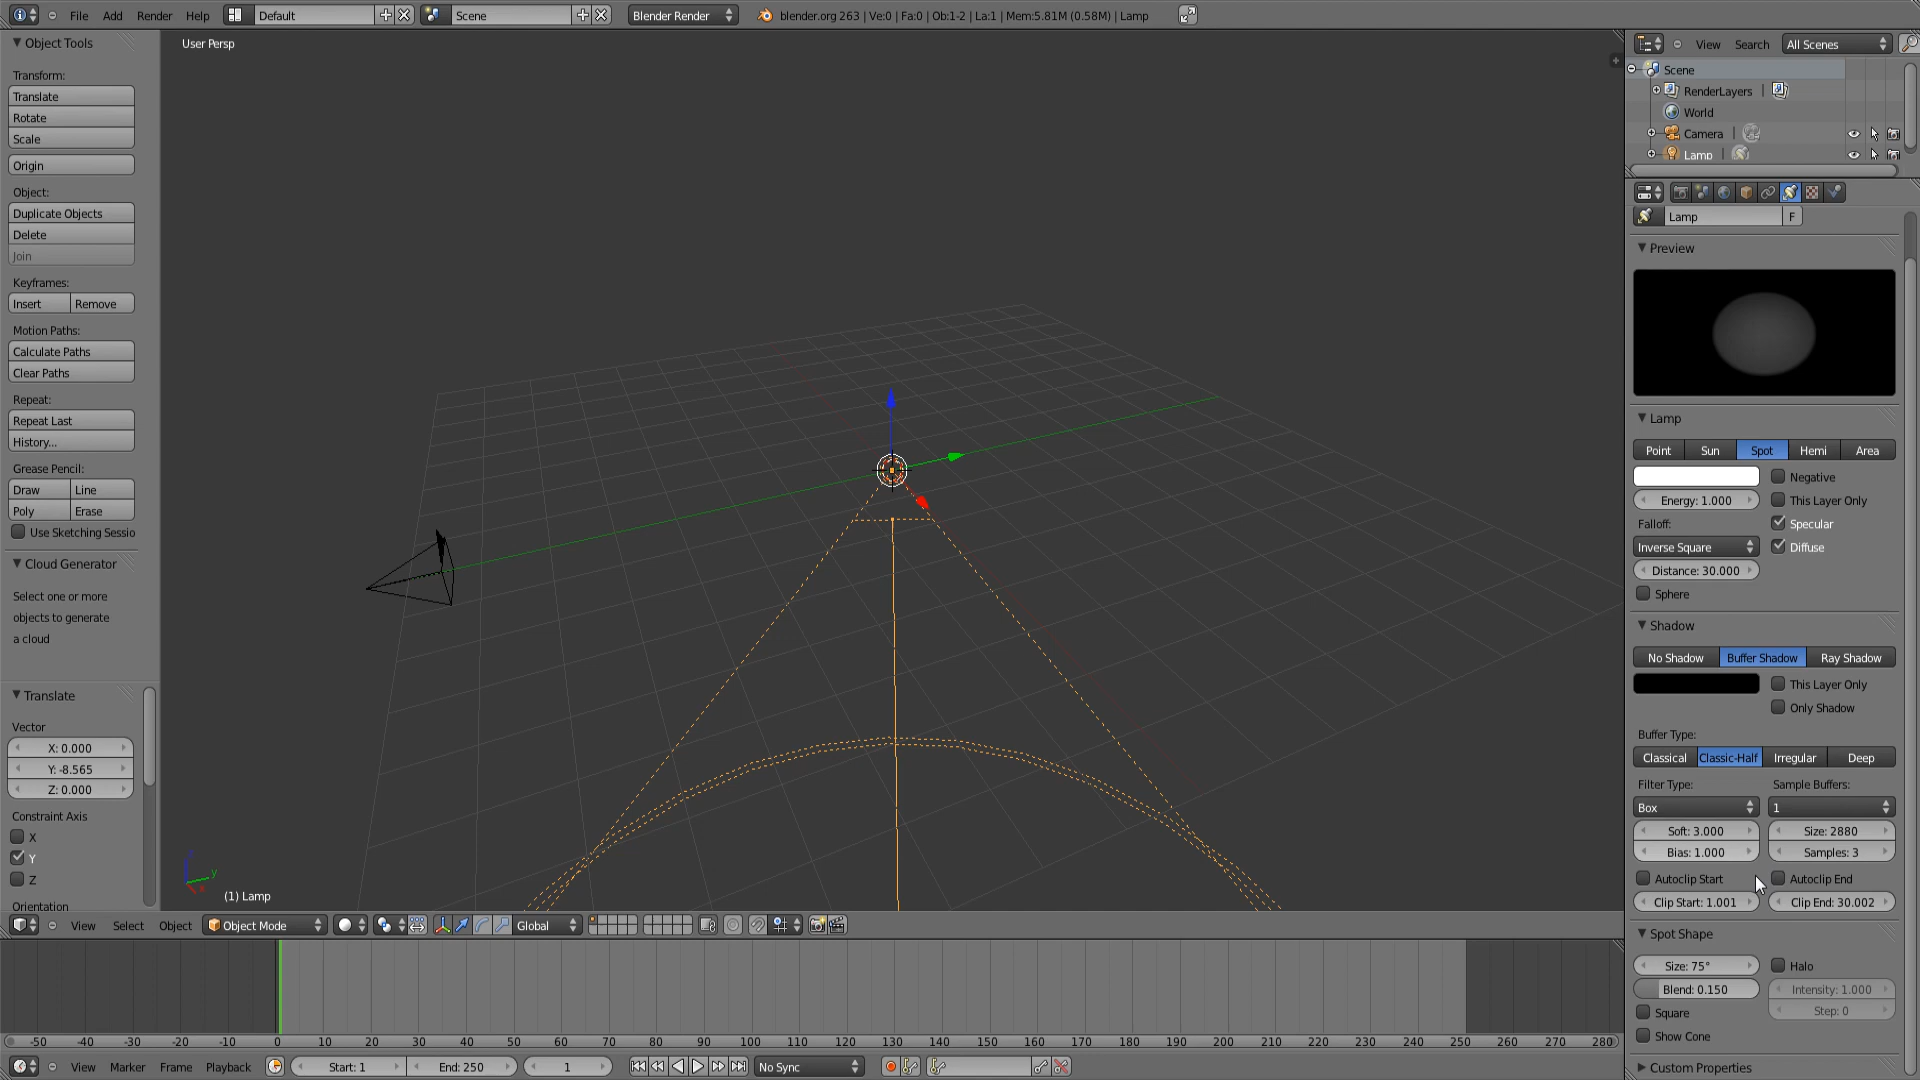 File Add Render Help Default Scene Blender Render blender.org 263 | Ve:0 | Fa:0 | Ob:1-2 | La:1 | Mem:5.81M (0.58M) | Lamp
Object Tools
Transform:
Translate
Rotate
Scale
Origin
Object:
Duplicate Objects
Delete
Join
Keyframes:
Insert Remove
Motion Paths:
Calculate Paths
Clear Paths
Repeat:
Repeat Last
History...
Grease Pencil:
Draw Line
Poly Erase
Use Sketching Sessio
Cloud Generator
Select one or more
objects to generate
a cloud
Translate
Vector
X: 0.000
Y: -8.565
Z: 0.000
Constraint Axis
X
Y
Z
Orientation
User Persp
(1) Lamp
View Select Object Object Mode Global
View Search All Scenes
Scene
RenderLayers
World
Camera
Lamp
Lamp F
Preview
Lamp
Point Sun Spot Hemi Area
Negative
Energy: 1.000 This Layer Only
Falloff: Specular
Inverse Square Diffuse
Distance: 30.000
Sphere
Shadow
No Shadow Buffer Shadow Ray Shadow
This Layer Only
Only Shadow
Buffer Type:
Classical Classic-Half Irregular Deep
Filter Type: Sample Buffers:
Box 1
Soft: 3.000 Size: 2880
Bias: 1.000 Samples: 3
Autoclip Start Autoclip End
Clip Start: 1.001 Clip End: 30.002
Spot Shape
Size: 75° Halo
Blend: 0.150 Intensity: 1.000
Square Step: 0
Show Cone
Custom Properties
-50 -40 -30 -20 -10 0 10 20 30 40 50 60 70 80 90 100 110 120 130 140 150 160 170 180 190 200 210 220 230 240 250 260 270 280
View Marker Frame Playback Start: 1 End: 250 1 No Sync